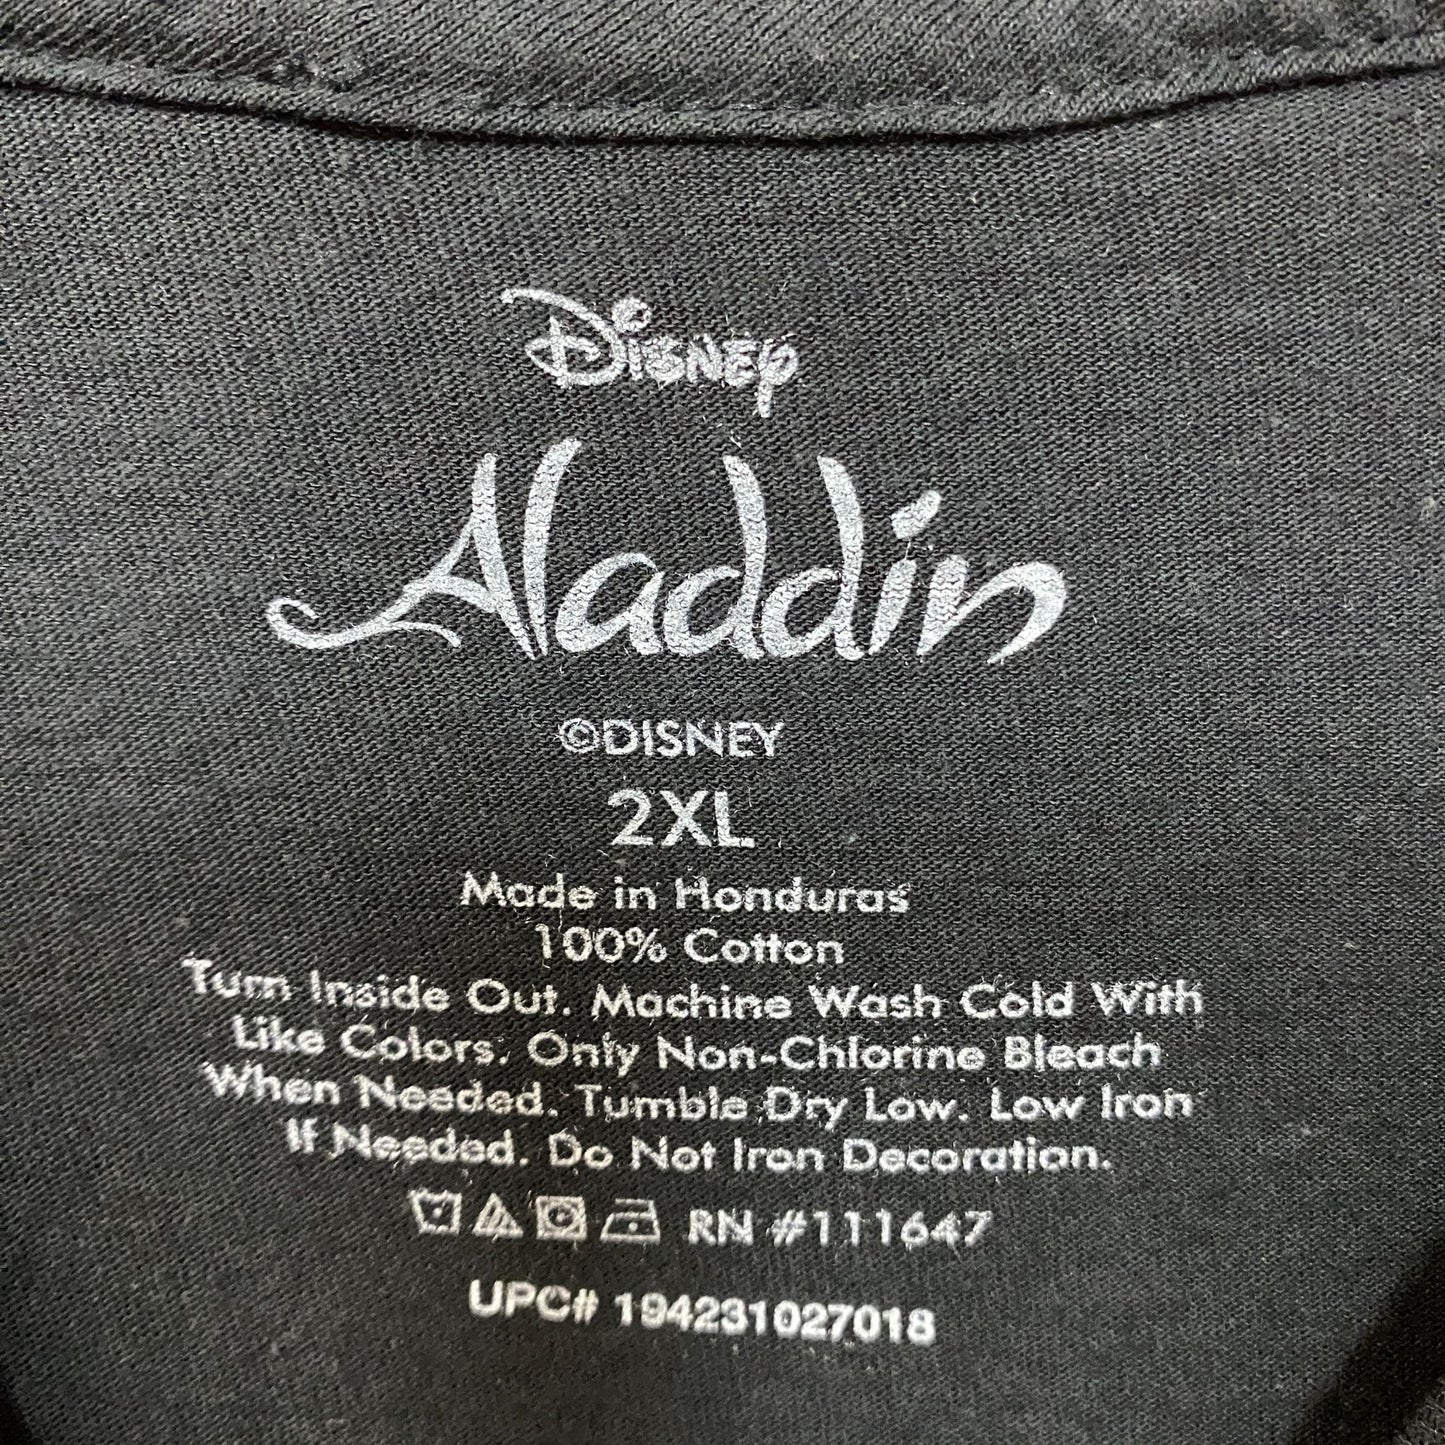 Disney
Aladdin
©DISNEY
2XL
Made in Honduras
100% Cotton
Turn Inside Out. Machine Wash Cold With
Like Colors. Only Non-Chlorine Bleach
When Needed. Tumble Dry Low. Low Iron
If Needed. Do Not Iron Decoration.
RN #111647
UPC# 194231027018